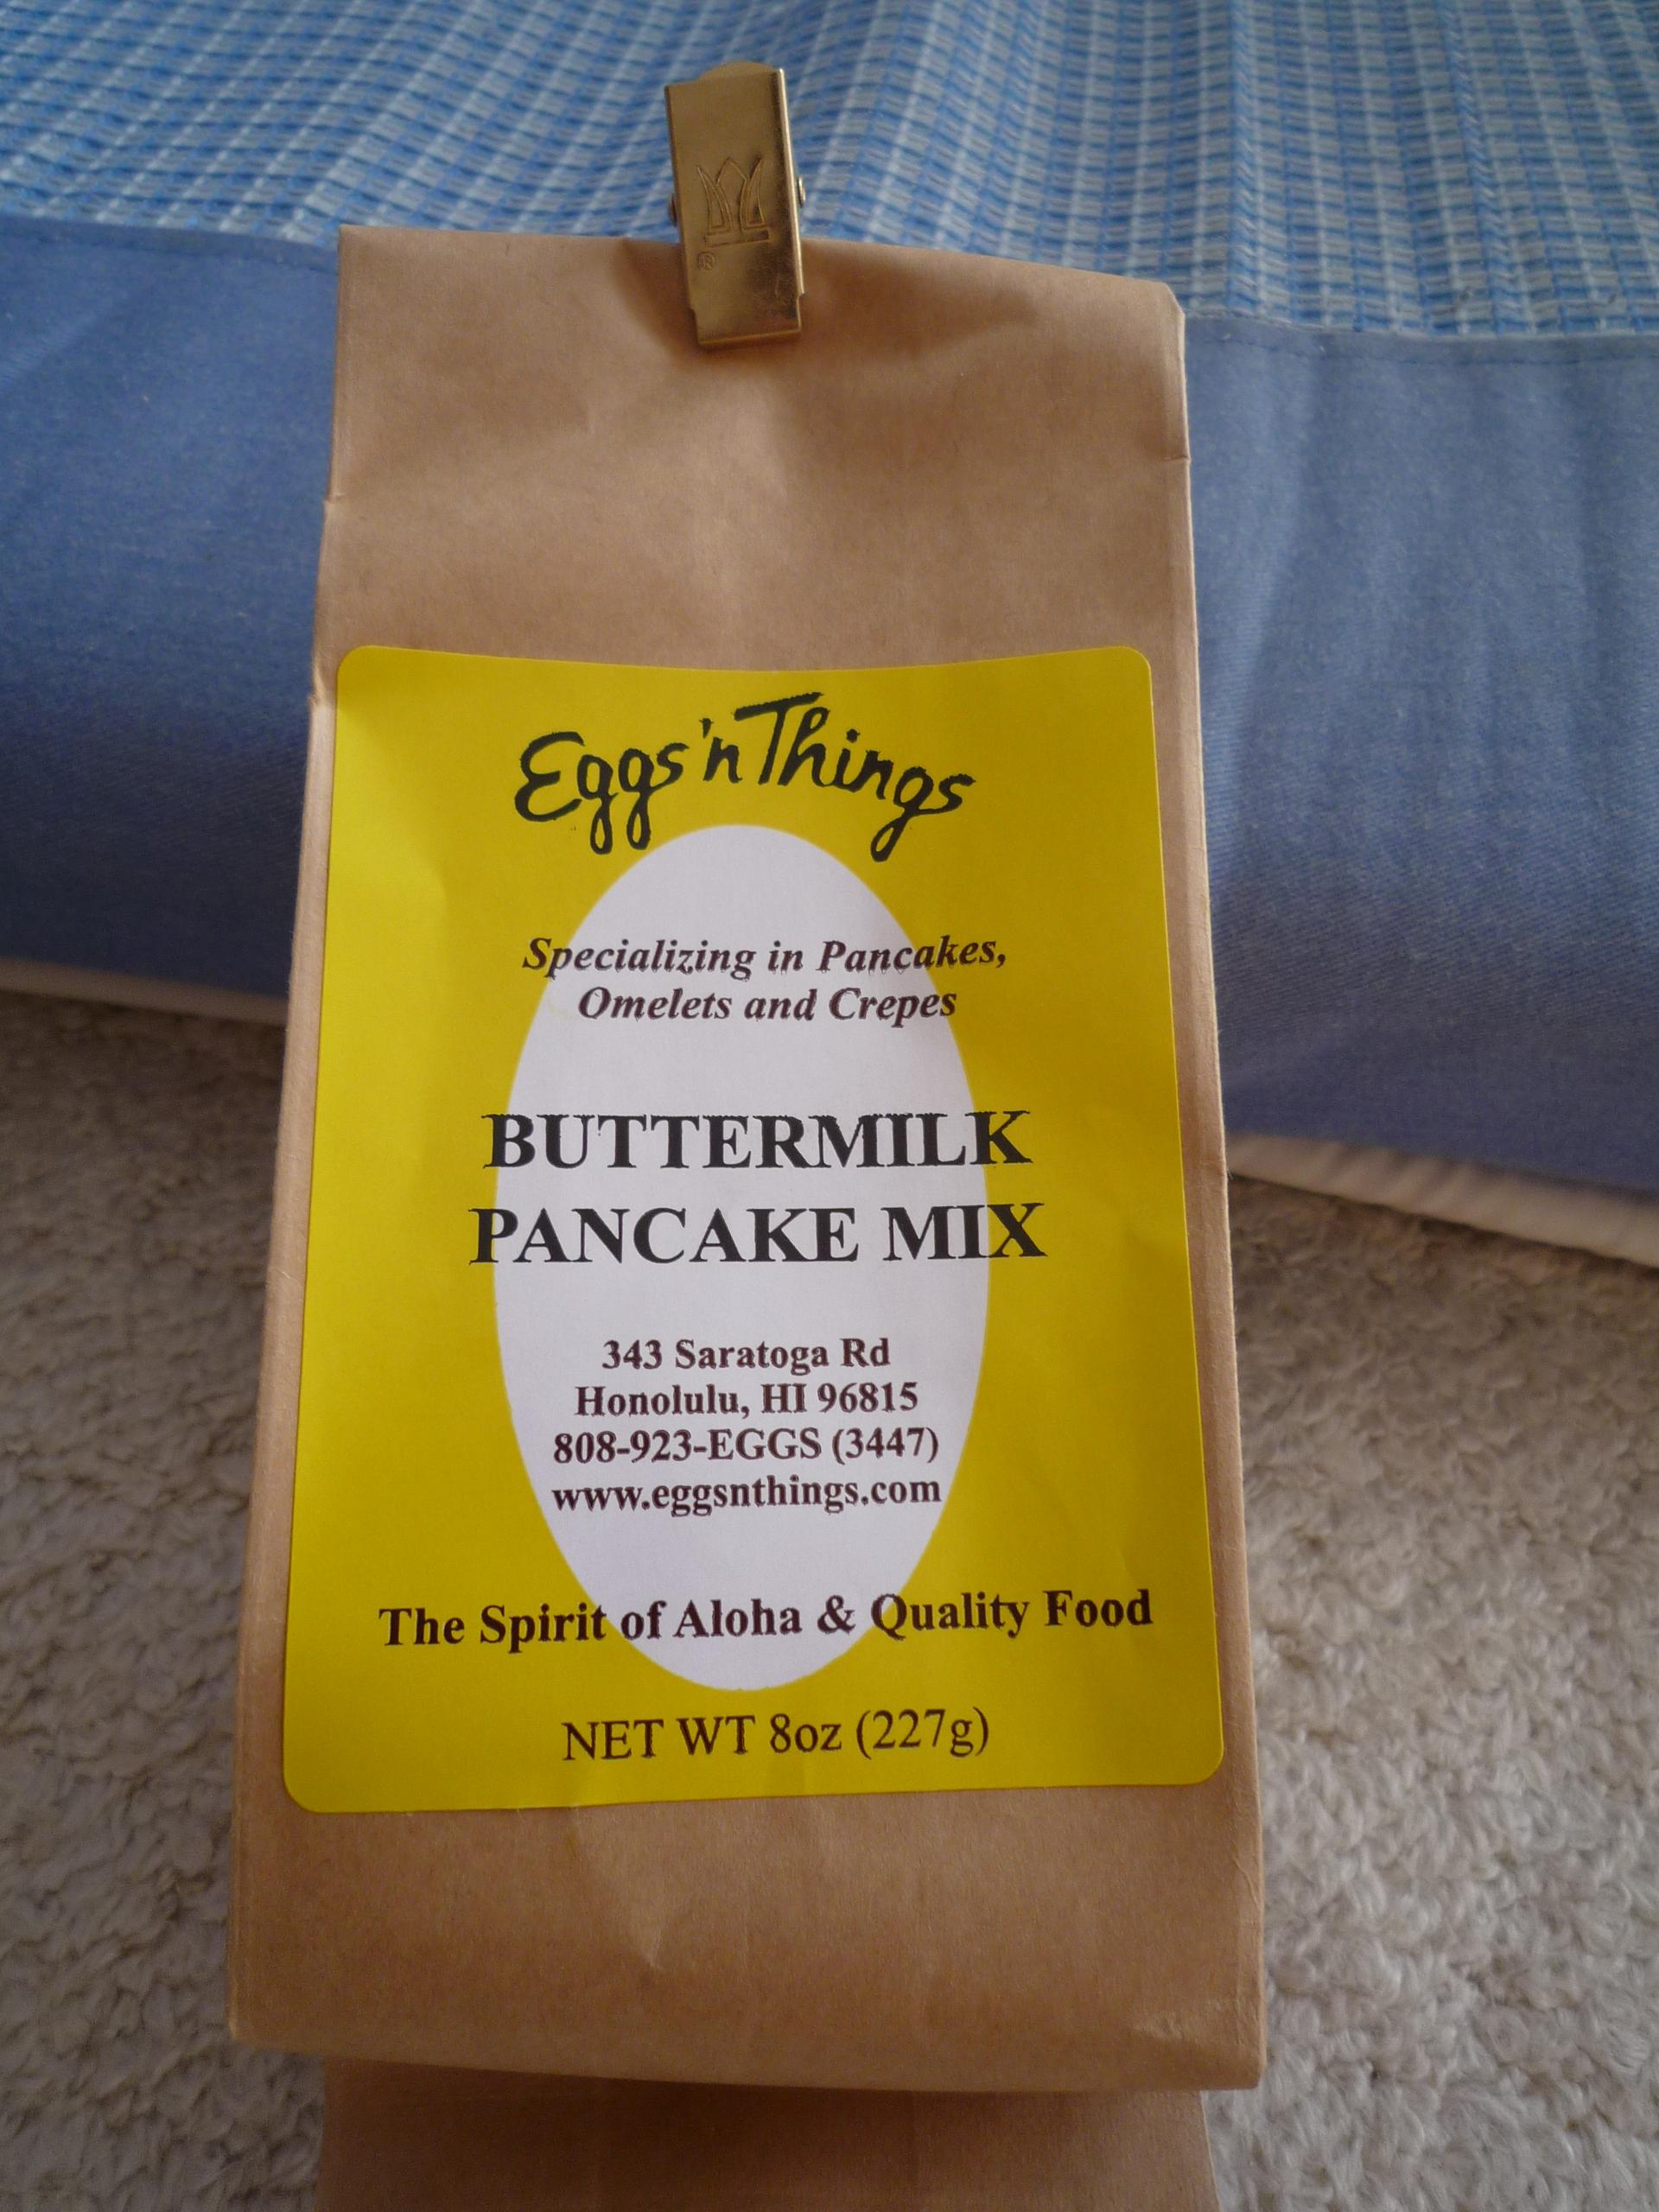 ®
Eggs'n Things
Specializing in Pancakes,
Omelets and Crepes
BUTTERMILK
PANCAKE MIX
343 Saratoga Rd
Honolulu, HI 96815
808-923-EGGS (3447)
www.eggsnthings.com
The Spirit of Aloha & Quality Food
NET WT 8oz (227g)